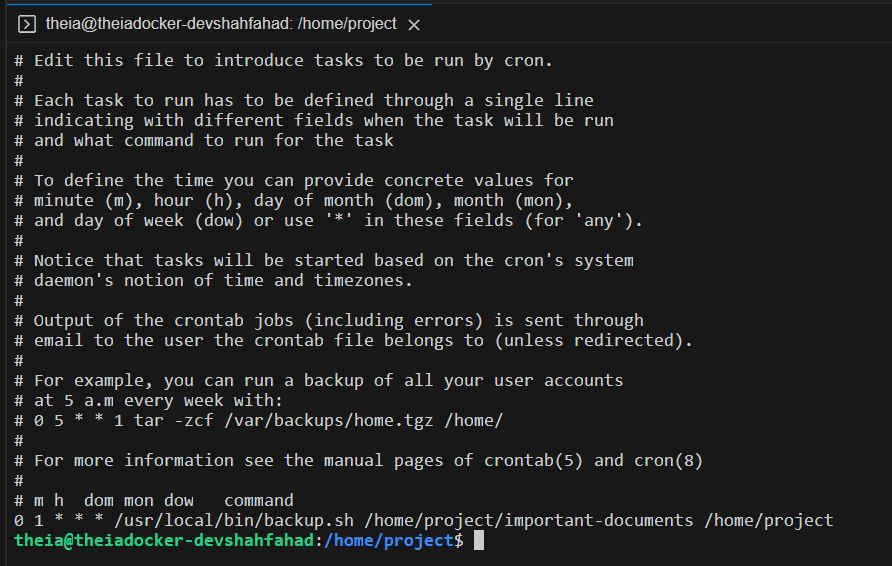 theia@theiadocker-devshahfahad: /home/project
# Edit this file to introduce tasks to be run by cron.
#
# Each task to run has to be defined through a single line
# indicating with different fields when the task will be run
# and what command to run for the task
#
# To define the time you can provide concrete values for
# minute (m), hour (h), day of month (dom), month (mon),
# and day of week (dow) or use '*' in these fields (for 'any').
#
# Notice that tasks will be started based on the cron's system
# daemon's notion of time and timezones.
#
# Output of the crontab jobs (including errors) is sent through
# email to the user the crontab file belongs to (unless redirected).
#
# For example, you can run a backup of all your user accounts
# at 5 a.m every week with:
# 0 5 * * 1 tar -zcf /var/backups/home.tgz /home/
#
# For more information see the manual pages of crontab(5) and cron(8)
#
# m h  dom mon dow   command
0 1 * * * /usr/local/bin/backup.sh /home/project/important-documents /home/project
theia@theiadocker-devshahfahad:/home/project$